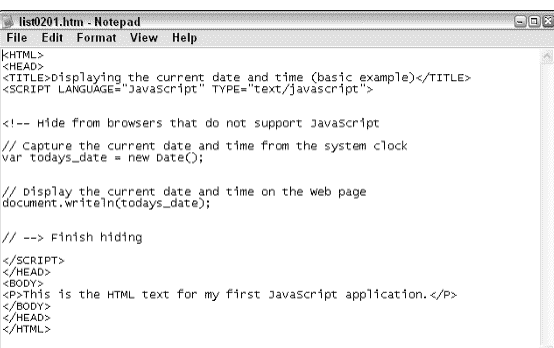 list0201.htm - Notepad
File Edit Format View Help
<HTML>
<HEAD>
<TITLE>Displaying the current date and time (basic example)</TITLE>
<SCRIPT LANGUAGE="JavaScript" TYPE="text/javascript">
<!-- Hide from browsers that do not support JavaScript
// Capture the current date and time from the system clock
var todays_date = new Date();
// Display the current date and time on the Web page
document.writeln(todays_date);
// --> Finish hiding
</SCRIPT>
</HEAD>
<BODY>
<P>This is the HTML text for my first JavaScript application.</P>
</BODY>
</HEAD>
</HTML>